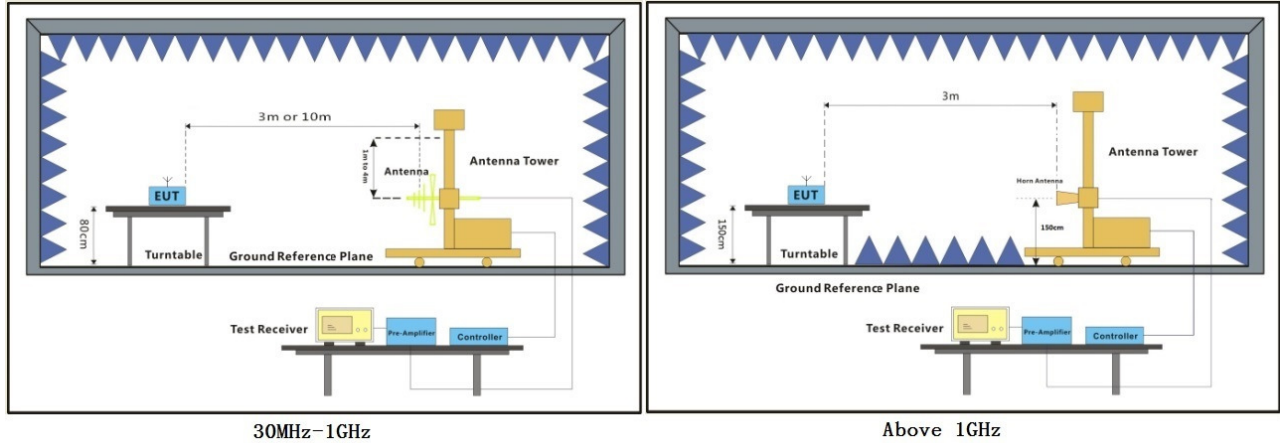 3m or 10m
1m to 4m
Antenna
Antenna Tower
EUT
80cm
Turntable
Ground Reference Plane
Test Receiver
Pre-Amplifier
Controller
30MHz-1GHz
3m
Antenna Tower
Horn Antenna
EUT
150cm
150cm
Turntable
Ground Reference Plane
Test Receiver
Pre-Amplifier
Controller
Above 1GHz